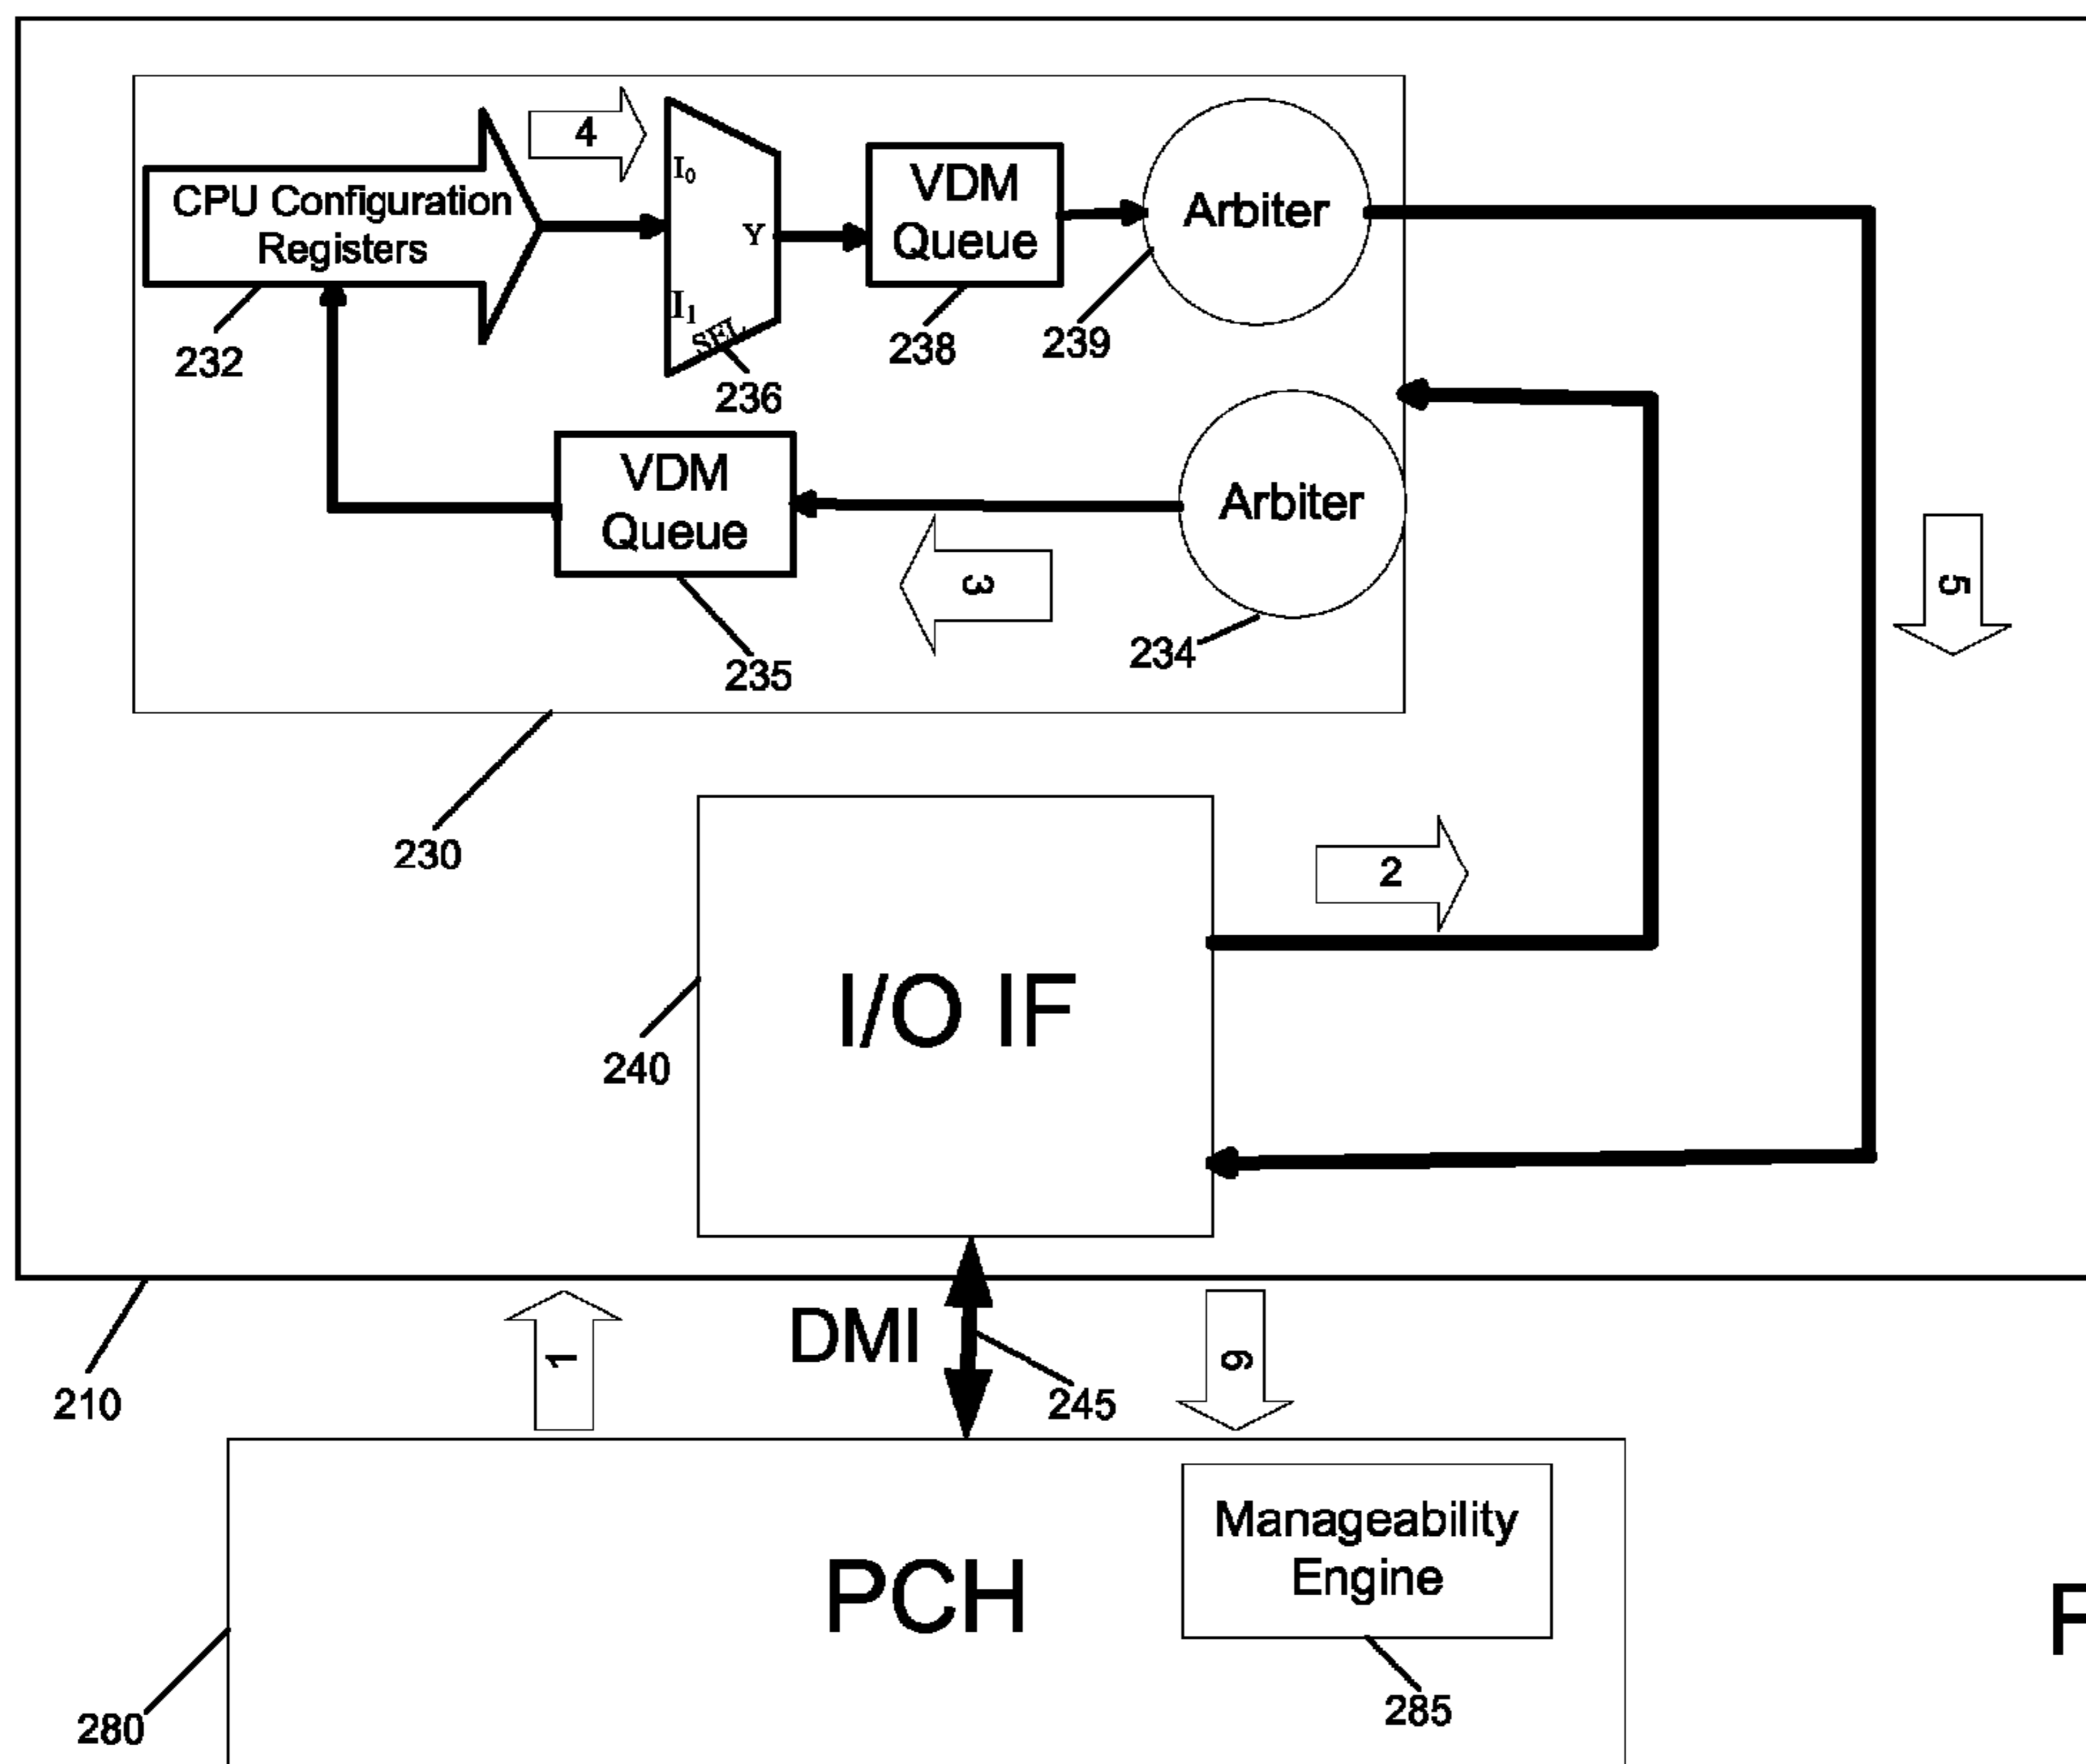 4
CPU Configuration
Registers
I0
I1
Y
SEL
VDM
Queue
Arbiter
232
236
238
239
VDM
Queue
Arbiter
3
5
235
234
230
2
I/O IF
240
1
DMI
6
245
210
Manageability
Engine
PCH
F
285
280